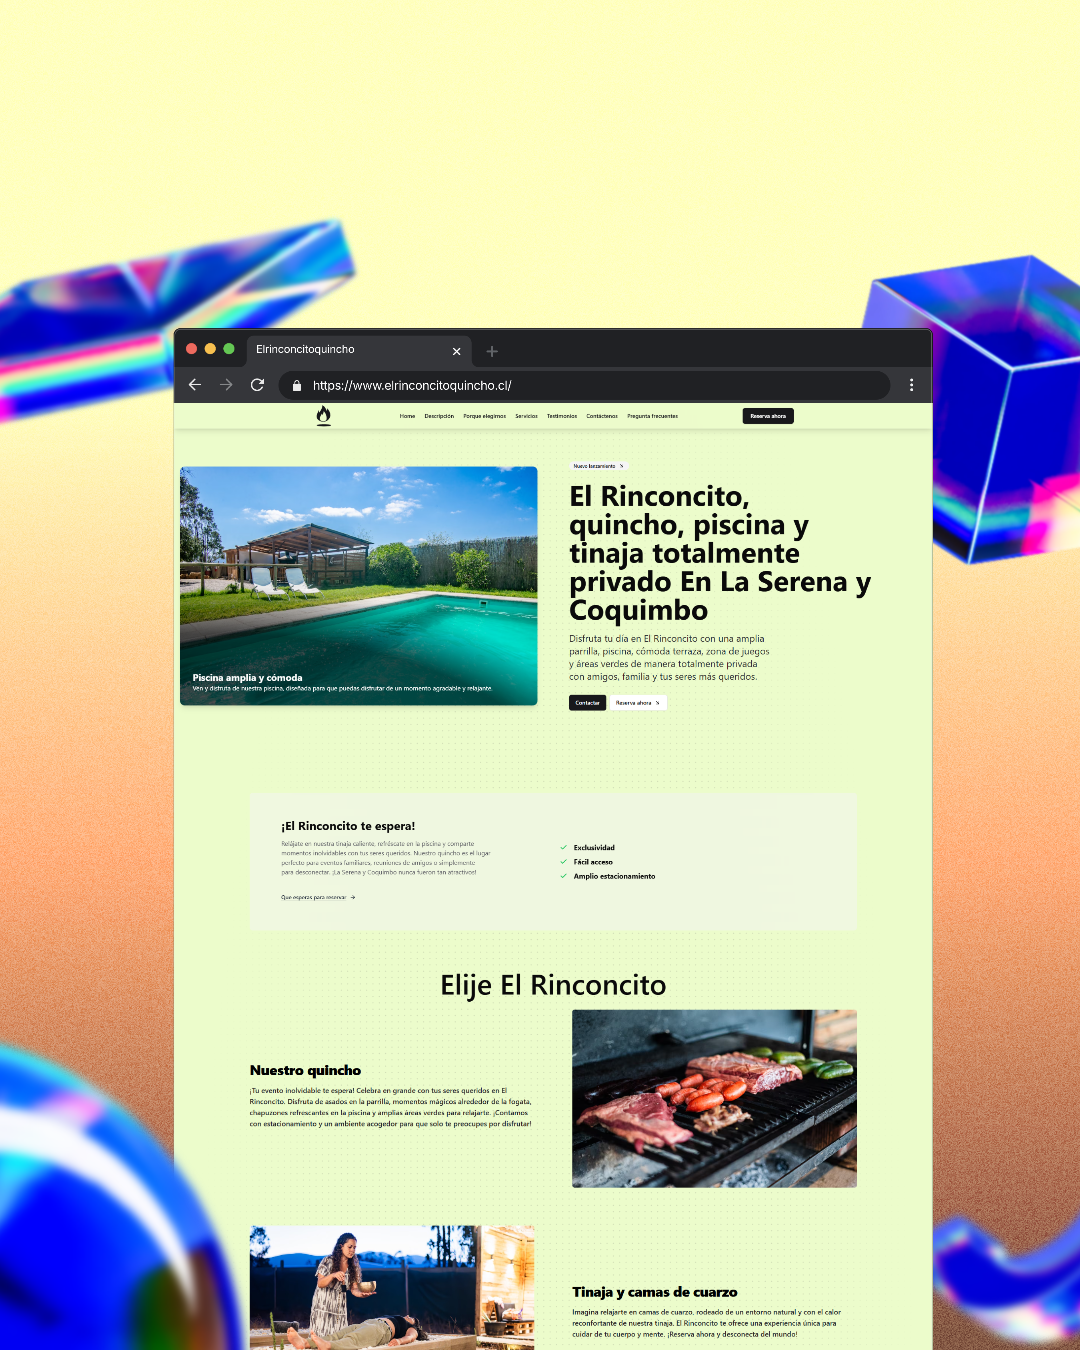 Elrinconcitoquincho
https://www.elrinconcitoquincho.cl/
Home Descripción Porque elegirnos Servicios Testimonios Contáctenos Pregunta frecuentes Reserva ahora
Nuevo lanzamiento
El Rinconcito,
quincho, piscina y
tinaja totalmente
privado En La Serena y
Coquimbo
Disfruta tu día en El Rinconcito con una amplia
parrilla, piscina, cómoda terraza, zona de juegos
y áreas verdes de manera totalmente privada
con amigos, familia y tus seres más queridos.
Contactar Reserva ahora
Piscina amplia y cómoda
Ven y disfruta de nuestra piscina, diseñada para que puedas disfrutar de un momento agradable y relajante.
¡El Rinconcito te espera!
Relájate en nuestra tinaja caliente, refréscate en la piscina y comparte
momentos inolvidables con tus seres queridos. Nuestro quincho es el lugar
perfecto para eventos familiares, reuniones de amigos o simplemente
para desconectar. ¡La Serena y Coquimbo nunca fueron tan atractivos!
Que esperas para reservar
Exclusividad
Fácil acceso
Amplio estacionamiento
Elije El Rinconcito
Nuestro quincho
¡Tu evento inolvidable te espera! Celebra en grande con tus seres queridos en El
Rinconcito. Disfruta de asados en la parrilla, momentos mágicos alrededor de la fogata,
chapuzones refrescantes en la piscina y amplias áreas verdes para relajarte. ¡Contamos
con estacionamiento y un ambiente acogedor para que solo te preocupes por disfrutar!
Tinaja y camas de cuarzo
Imagina relajarte en camas de cuarzo, rodeado de un entorno natural y con el calor
reconfortante de nuestra tinaja. El Rinconcito te ofrece una experiencia única para
cuidar de tu cuerpo y mente. ¡Reserva ahora y desconecta del mundo!